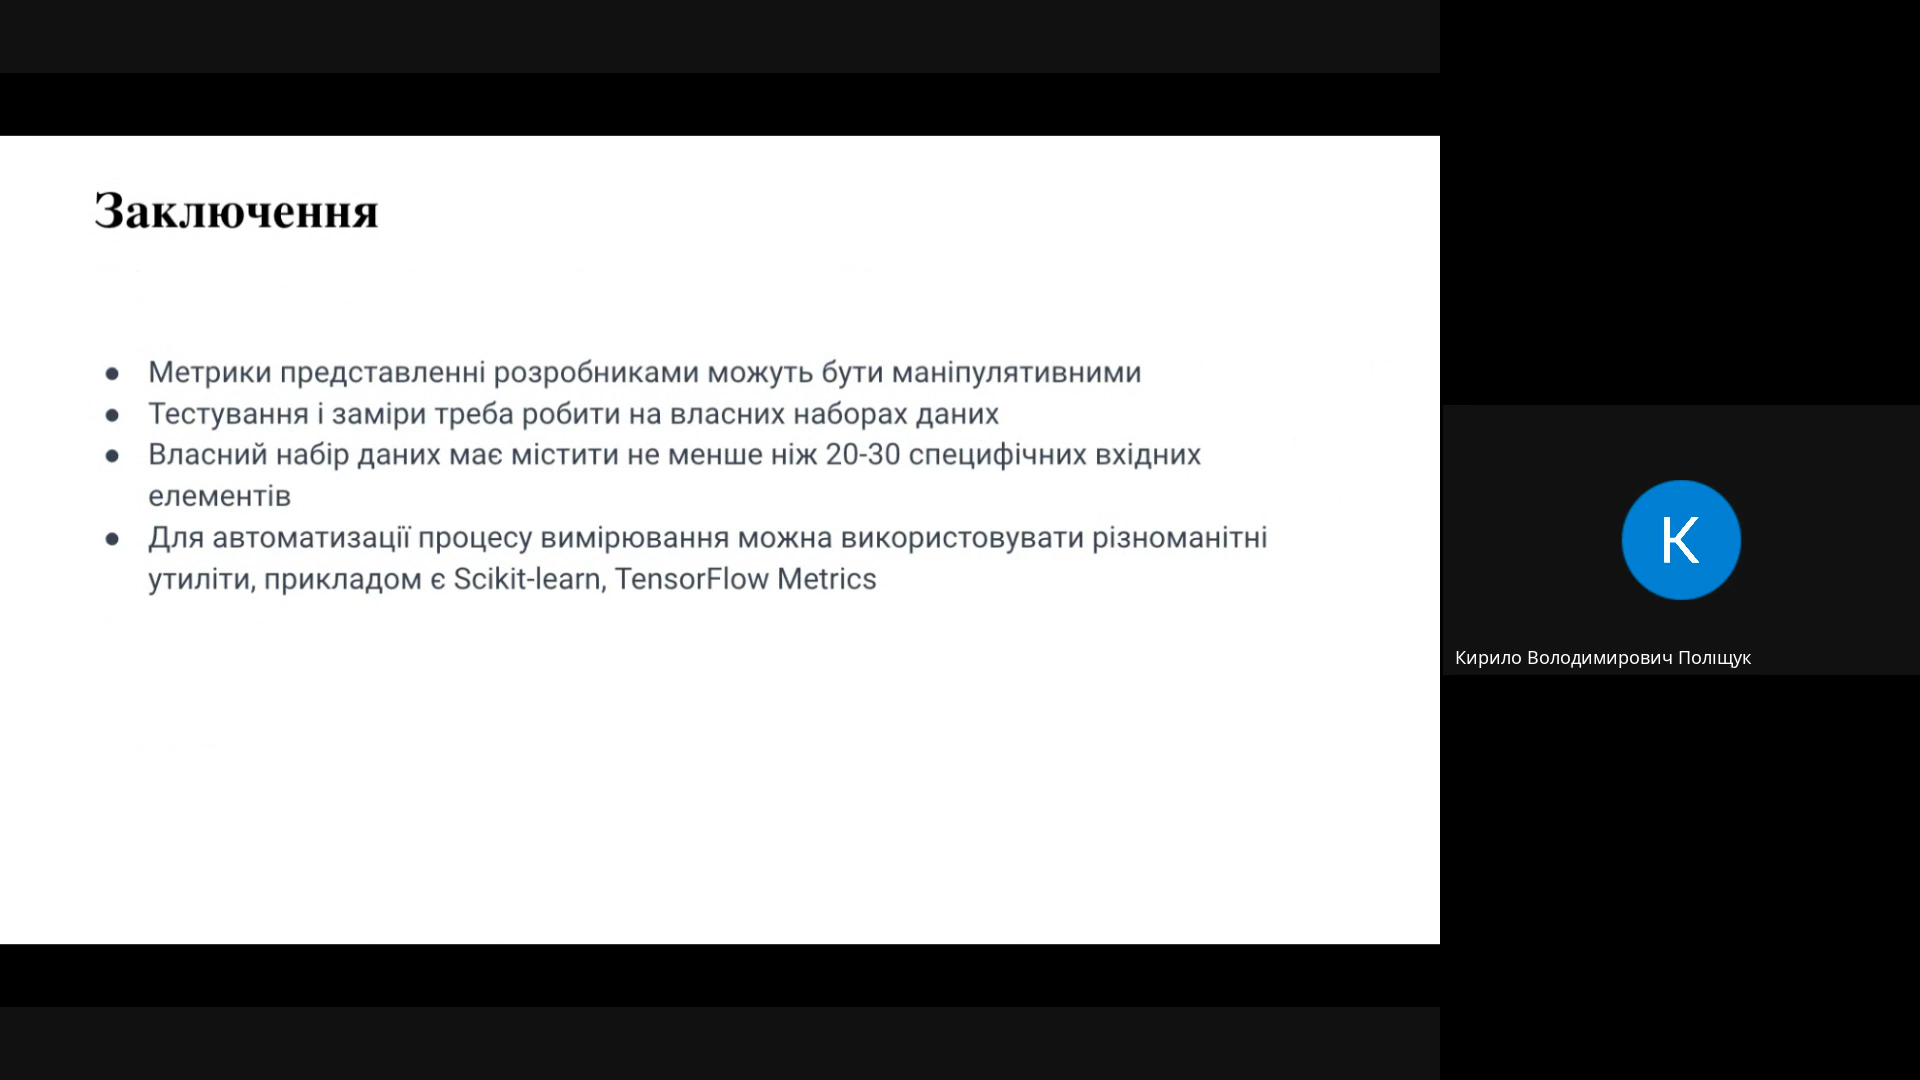 Заключення
● Метрики представленні розробниками можуть бути маніпулятивними
● Тестування і заміри треба робити на власних наборах даних
● Власний набір даних має містити не менше ніж 20-30 специфічних вхідних
елементів
● Для автоматизації процесу вимірювання можна використовувати різноманітні
утиліти, прикладом є Scikit-learn, TensorFlow Metrics
К
Кирило Володимирович Поліщук